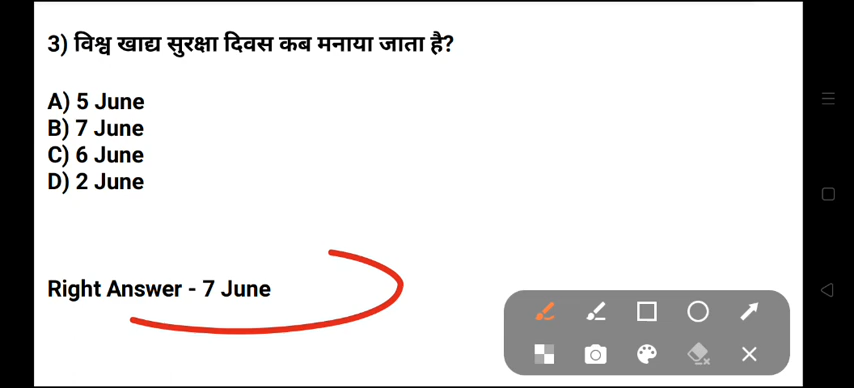 3) विश्व खाद्य सुरक्षा दिवस कब मनाया जाता है?
A) 5 June
B) 7 June
C) 6 June
D) 2 June
Right Answer - 7 June